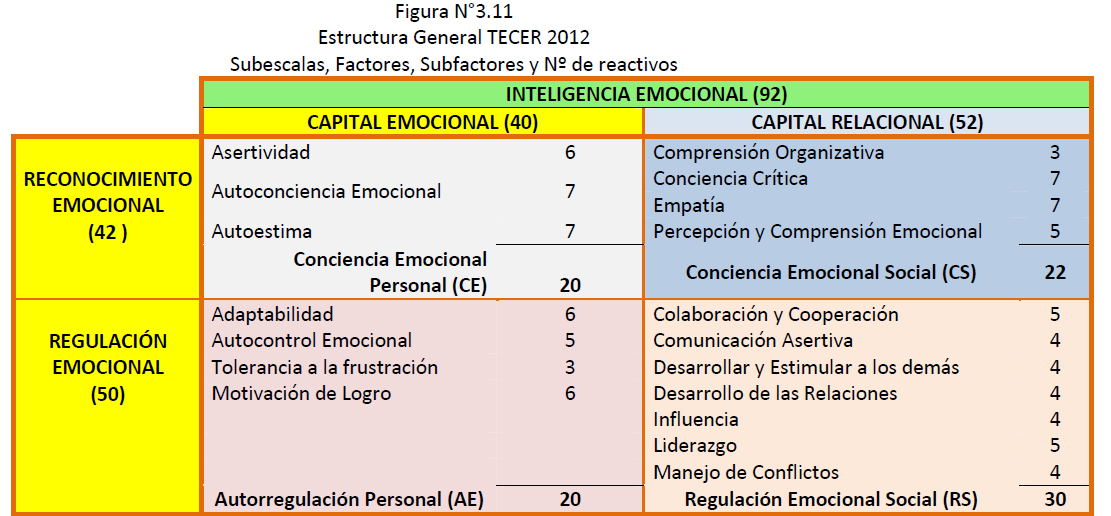 Figura N°3.11
Estructura General TECER 2012
Subescalas, Factores, Subfactores y Nº de reactivos
INTELIGENCIA EMOCIONAL (92)
CAPITAL EMOCIONAL (40) CAPITAL RELACIONAL (52)
RECONOCIMIENTO
EMOCIONAL
(42 )
Asertividad 6
Autoconciencia Emocional 7
Autoestima 7
Conciencia Emocional
Personal (CE) 20
Comprensión Organizativa 3
Conciencia Crítica 7
Empatía 7
Percepción y Comprensión Emocional 5
Conciencia Emocional Social (CS) 22
REGULACIÓN
EMOCIONAL
(50)
Adaptabilidad 6
Autocontrol Emocional 5
Tolerancia a la frustración 3
Motivación de Logro 6
Autorregulación Personal (AE) 20
Colaboración y Cooperación 5
Comunicación Asertiva 4
Desarrollar y Estimular a los demás 4
Desarrollo de las Relaciones 4
Influencia 4
Liderazgo 5
Manejo de Conflictos 4
Regulación Emocional Social (RS) 30